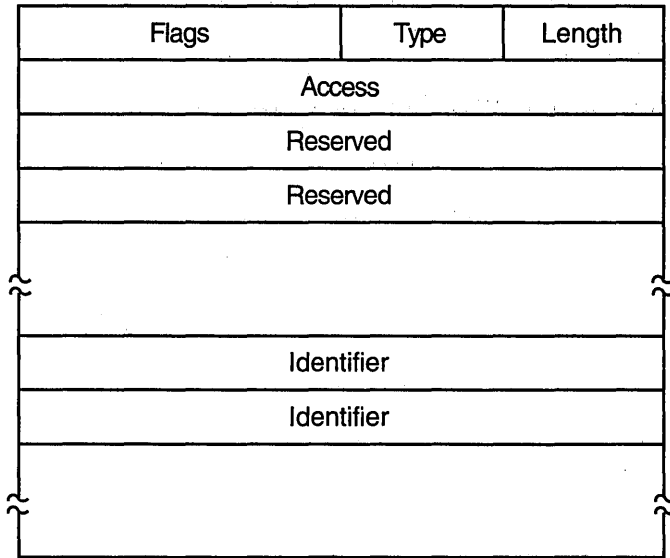 Flags Type Length
Access
Reserved
Reserved
Identifier
Identifier